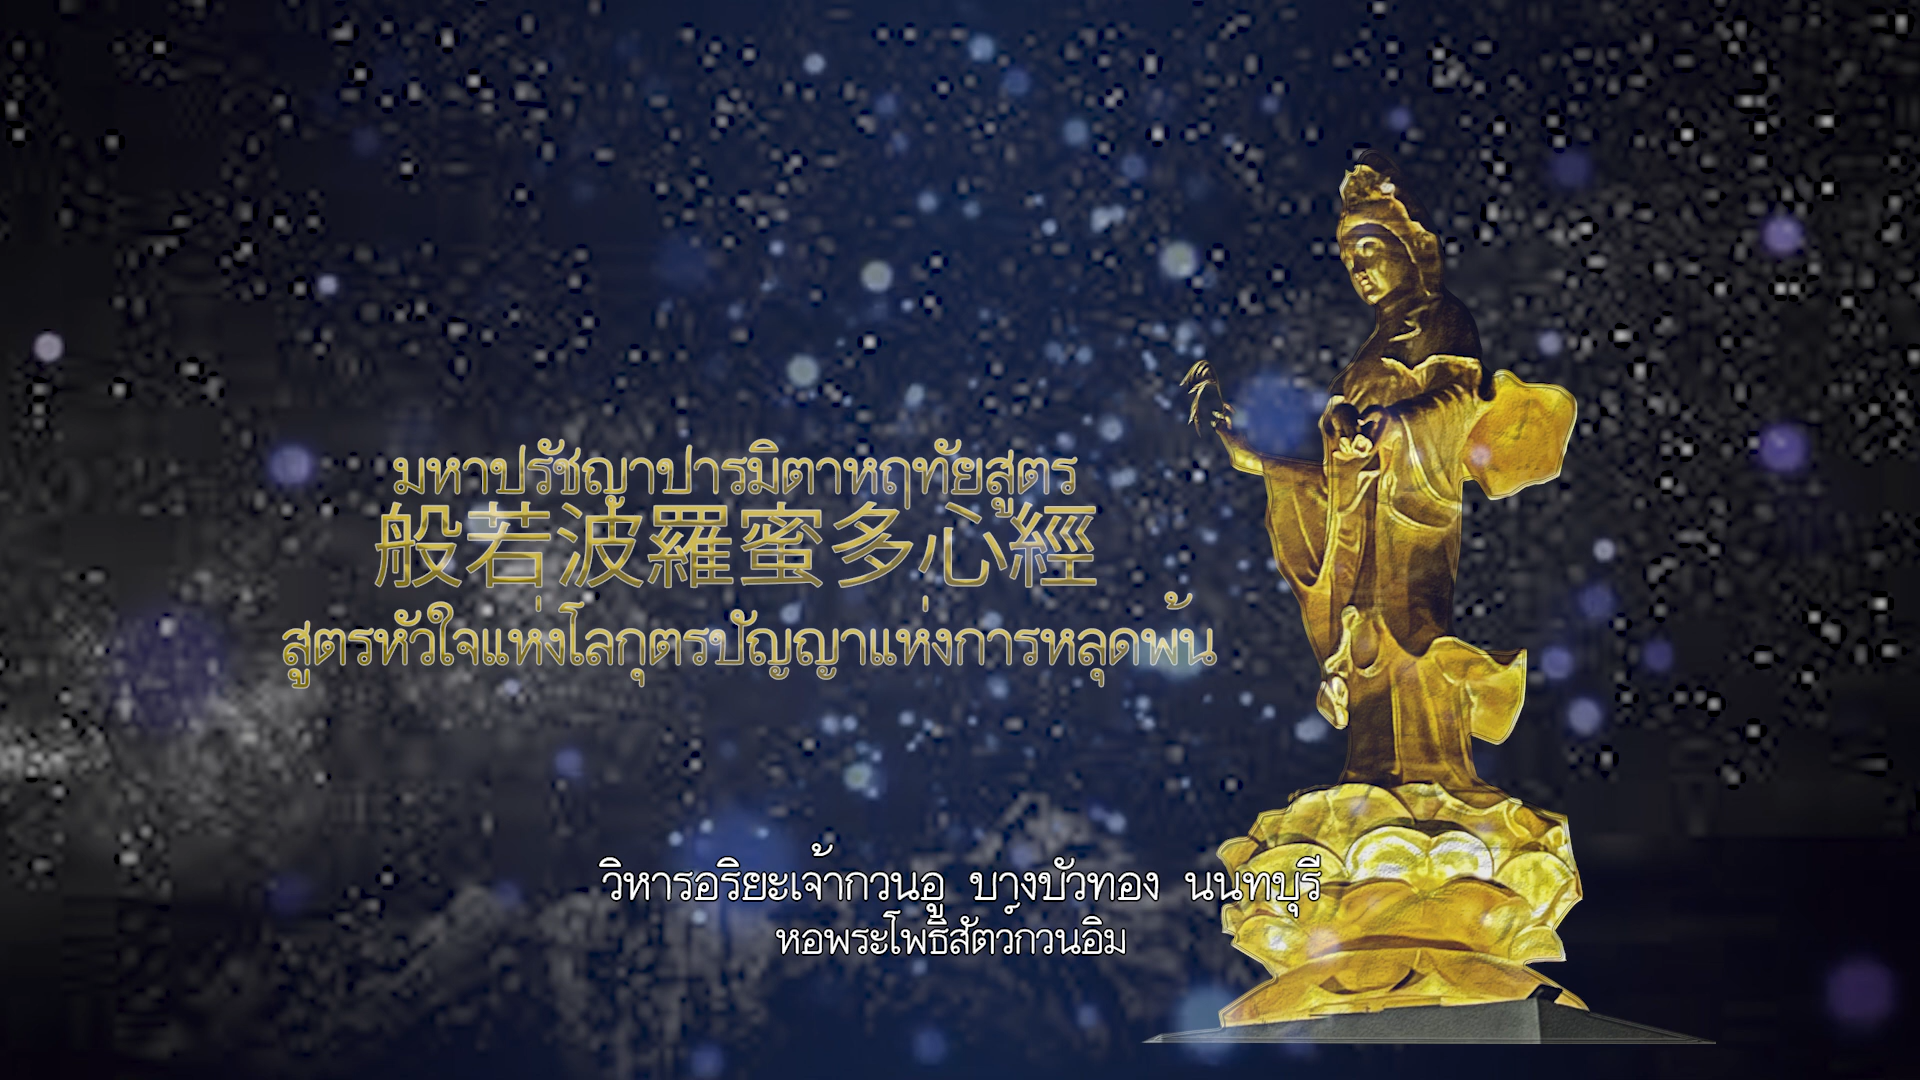 มหาปรัชญาปารมิตาหฤทัยสูตร
般若波羅蜜多心經
สูตรหัวใจแห่งโลกุตรปัญญาแห่งการหลุดพ้น
วิหารอริยะเจ้ากวนอู บางบัวทอง นนทบุรี
หอพระโพธิสัตว์กวนอิม